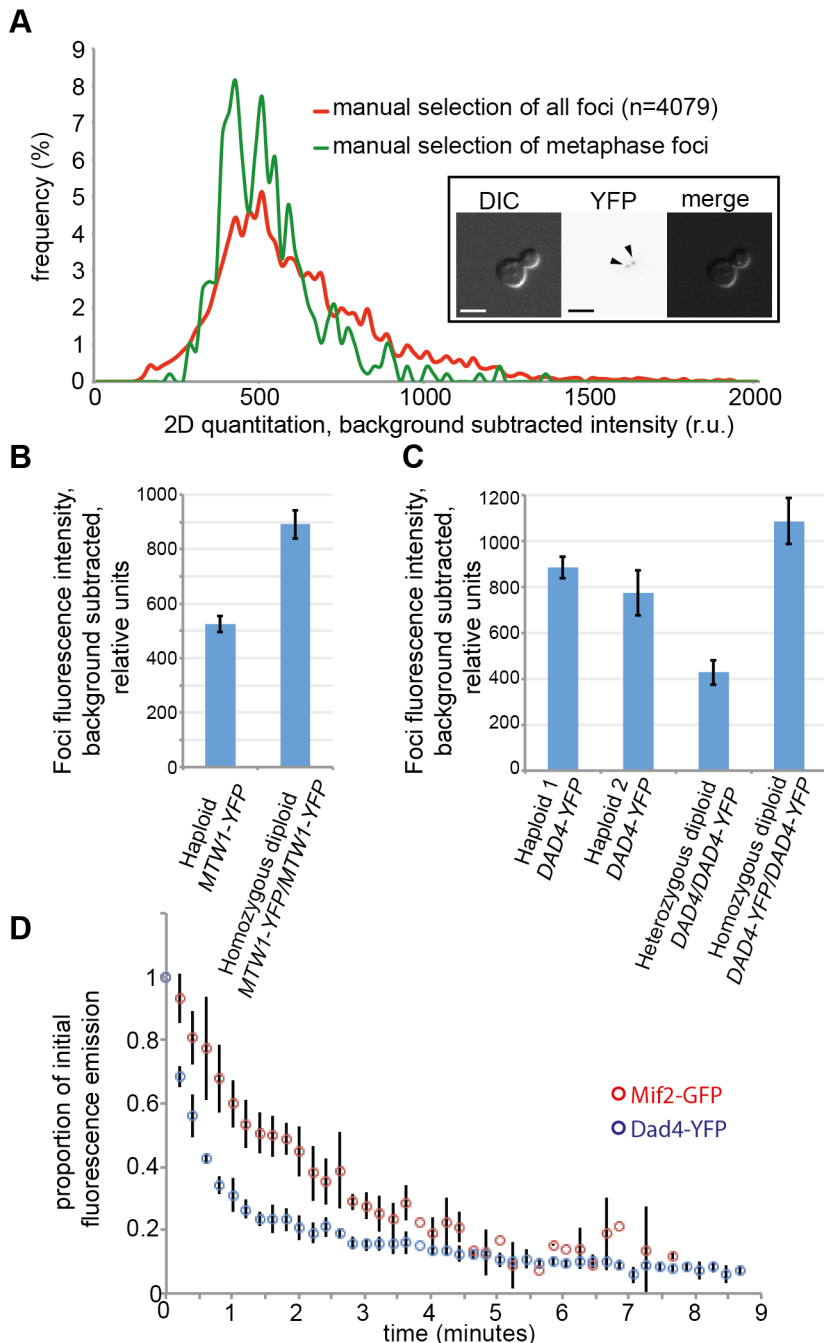 A
9
8
7
6
5
4
3
2
1
0
frequency (%)
manual selection of all foci (n=4079)
manual selection of metaphase foci
DIC YFP merge
0 500 1000 1500 2000
2D quantitation, background subtracted intensity (r.u.)
B
Foci fluorescence intensity,
background subtracted,
relative units
1000
800
600
400
200
0
Haploid
MTW1-YFP
Homozygous diploid
MTW1-YFP/MTW1-YFP
C
Foci fluorescence intensity,
background subtracted,
relative units
1200
1000
800
600
400
200
0
Haploid 1
DAD4-YFP
Haploid 2
DAD4-YFP
Heterozygous diploid
DAD4/DAD4-YFP
Homozygous diploid
DAD4-YFP/DAD4-YFP
D
proportion of initial
fluorescence emission
1
0.8
0.6
0.4
0.2
0
Mif2-GFP
Dad4-YFP
0 1 2 3 4 5 6 7 8 9
time (minutes)